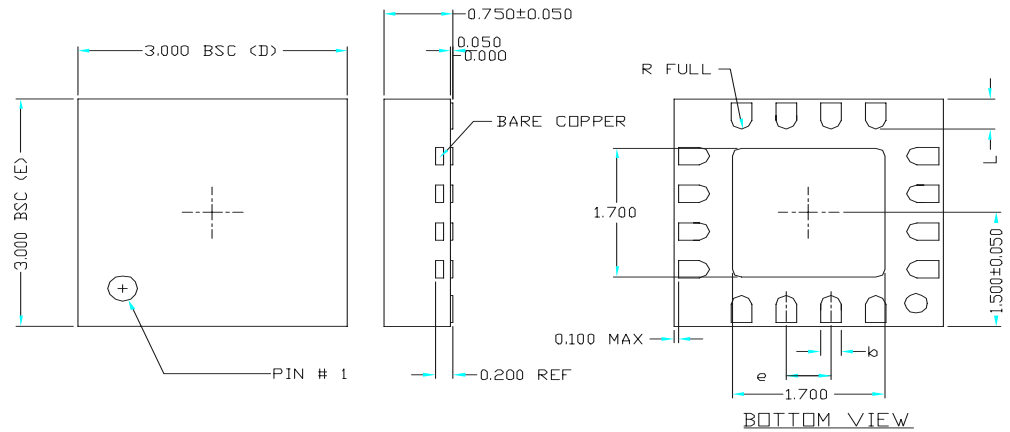 0.750±0.050
3.000 BSC (D)
0.050
0.000
R FULL
BARE COPPER
L
3.000 BSC (E)
1.700
1.500±0.050
0.100 MAX
b
PIN # 1
0.200 REF
e
1.700
BOTTOM VIEW